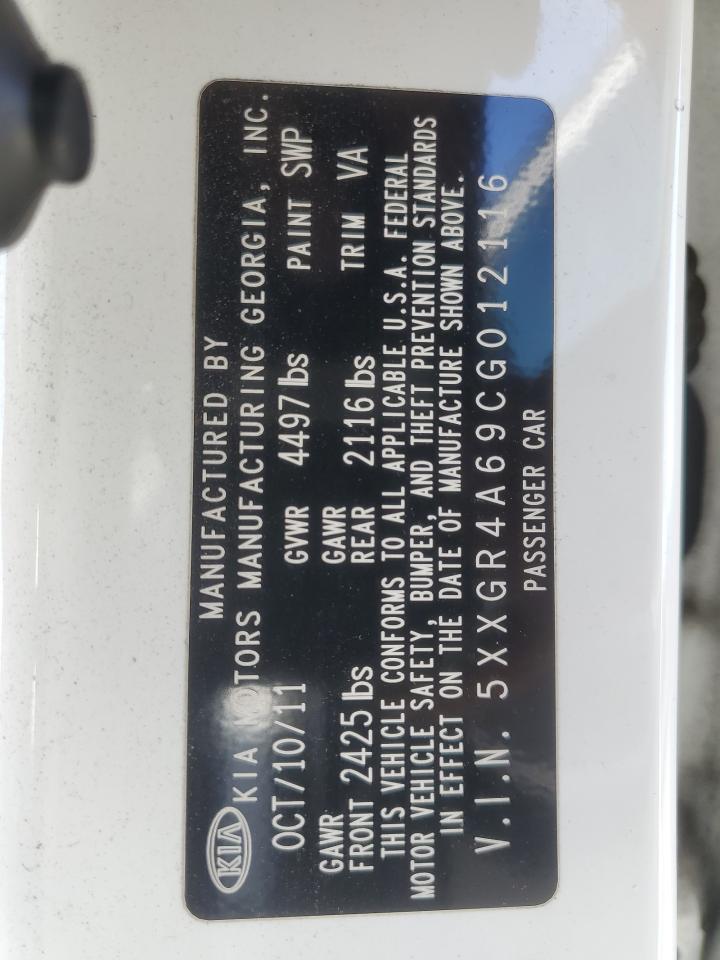 MANUFACTURED BY
KIA KIA MOTORS MANUFACTURING GEORGIA, INC.
OCT/10/11 GVWR 4497 lbs PAINT SWP
GAWR GAWR
FRONT 2425 lbs REAR 2116 lbs TRIM VA
THIS VEHICLE CONFORMS TO ALL APPLICABLE U.S.A. FEDERAL
MOTOR VEHICLE SAFETY, BUMPER, AND THEFT PREVENTION STANDARDS
IN EFFECT ON THE DATE OF MANUFACTURE SHOWN ABOVE.
V.I.N. 5XXGR4A69CG012116
PASSENGER CAR